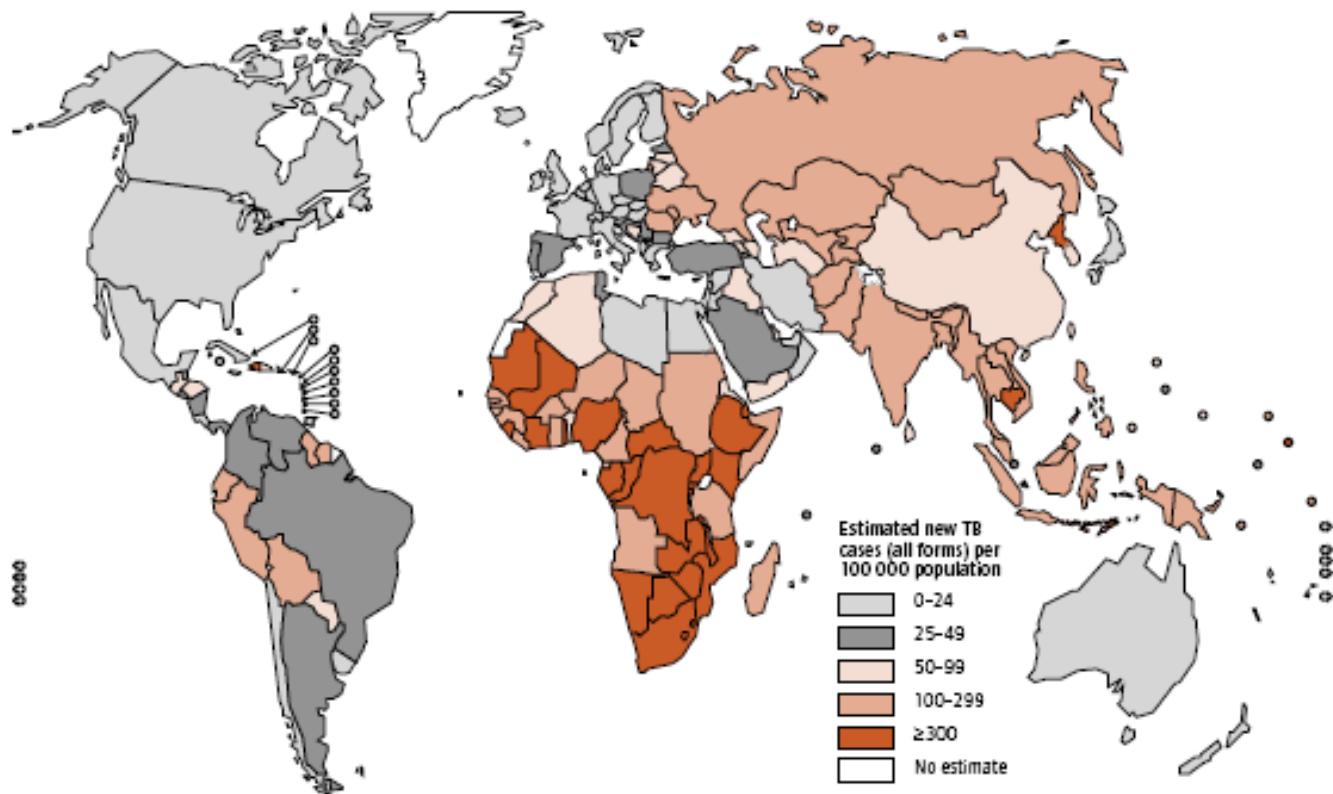 Estimated new TB
cases (all forms) per
100 000 population
0–24
25–49
50–99
100–299
≥300
No estimate